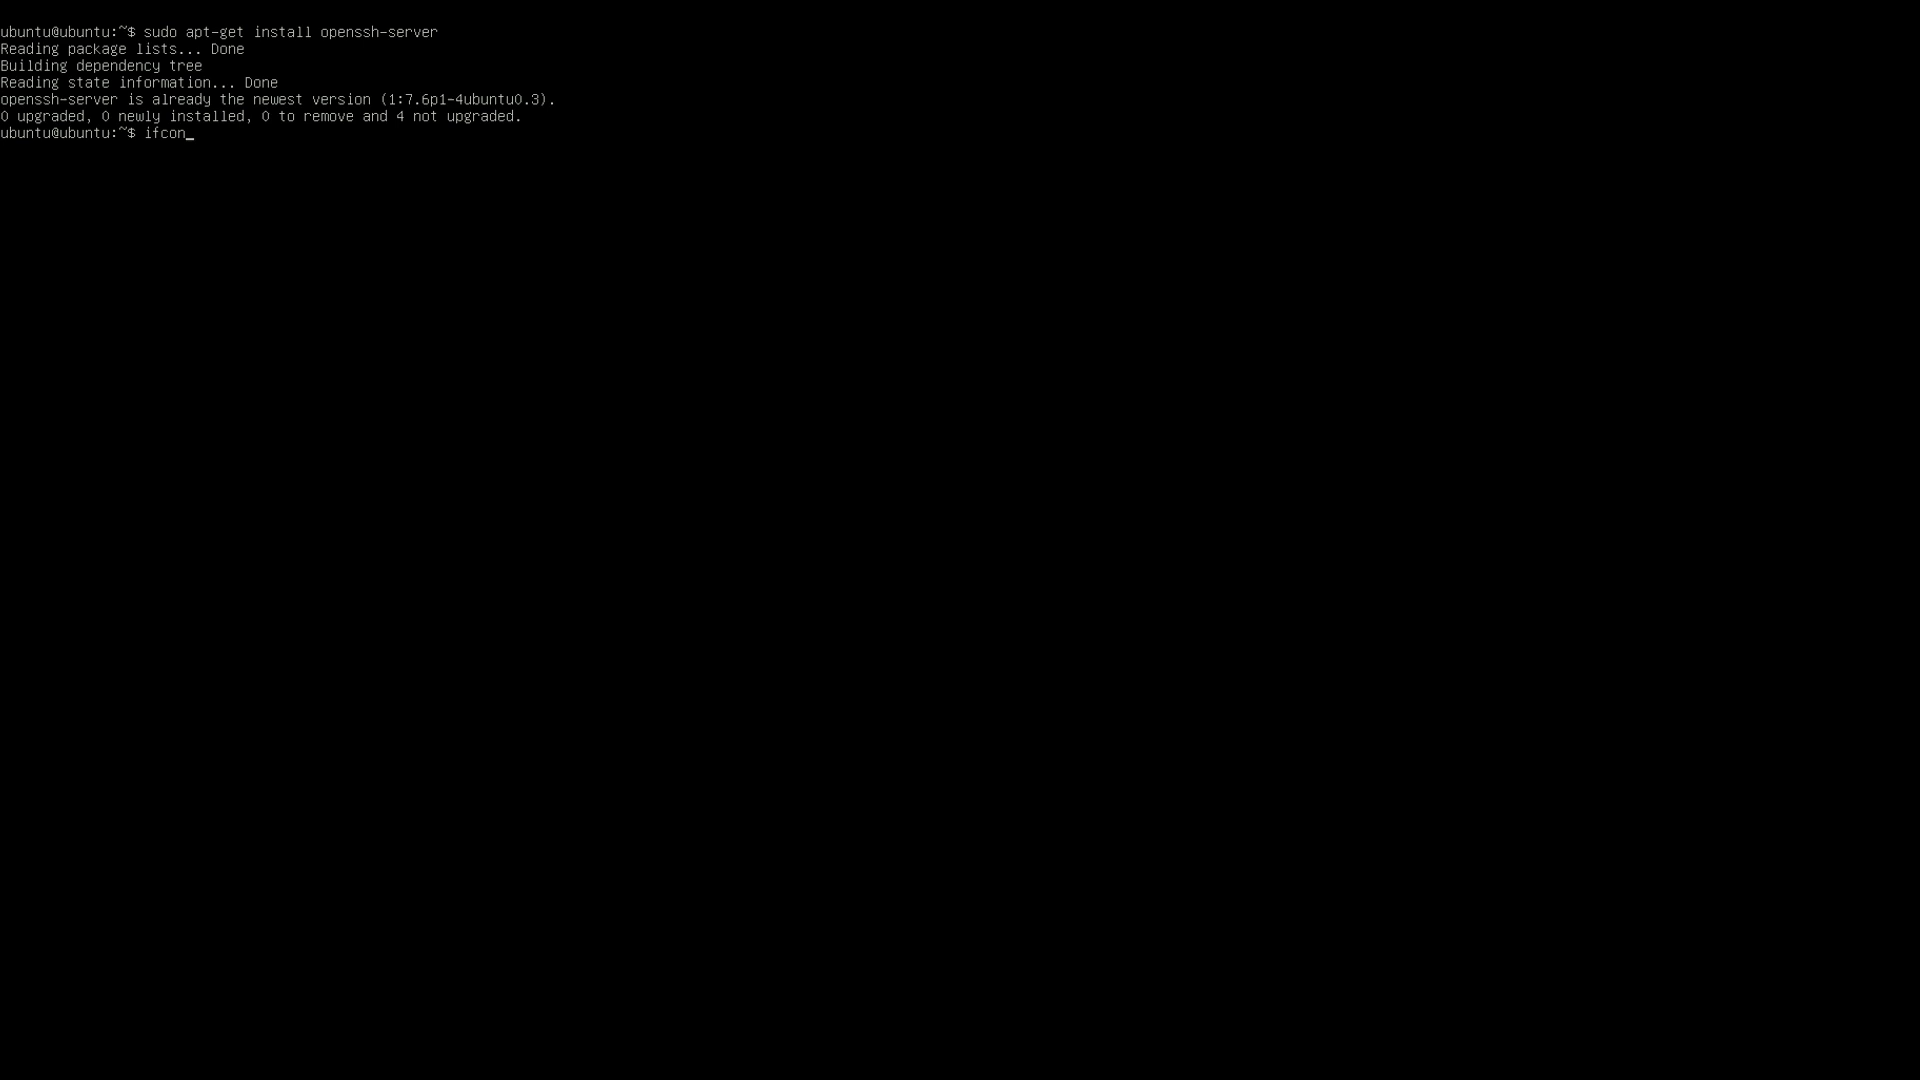 ubuntu@ubuntu:~$ sudo apt-get install openssh-server
Reading package lists... Done
Building dependency tree
Reading state information... Done
openssh-server is already the newest version (1:7.6p1-4ubuntu0.3).
0 upgraded, 0 newly installed, 0 to remove and 4 not upgraded.
ubuntu@ubuntu:~$ ifcon_